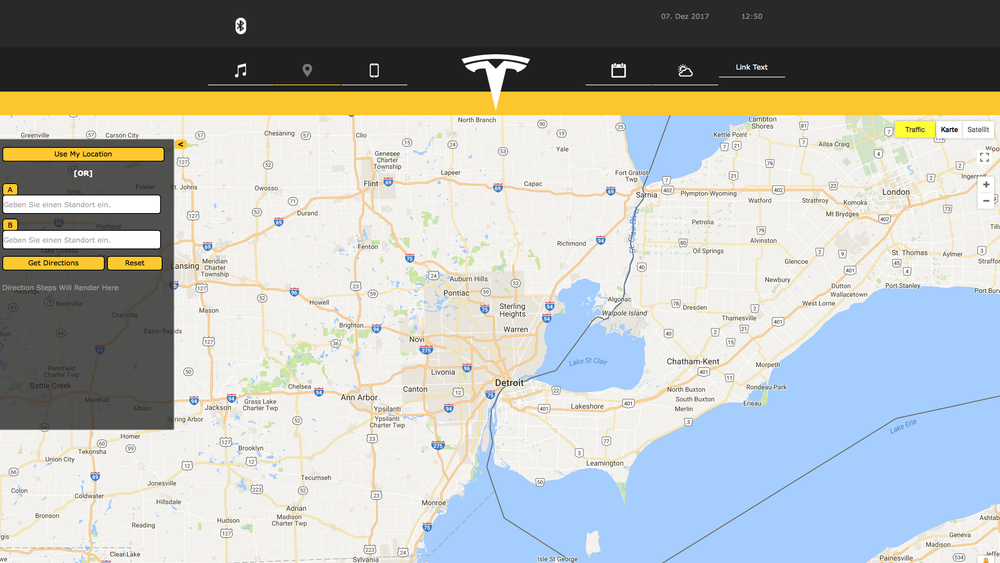 07. Dez 2017
12:50
Link Text
Traffic
Karte
Satellit
<
Use My Location
[OR]
A
Geben Sie einen Standort ein.
B
Geben Sie einen Standort ein.
Get Directions
Reset
Direction Steps Will Render Here
North Branch
Lambton
Shores
Greenville
Carson City
Chesaning
Clio
Kettle Point
Ailsa Craig
Yale
Genesee
Charter
Township
Lapeer
Fort Gratiot
Twp
Flint
Capac
Fowler
St. Johns
Ionia
Owosso
Sarnia
Plympton-Wyoming
London
Watford
Strathroy
Komoka
Mt Brydges
Durand
St. Clair River
Petrolia
Portland
Alvinston
Richmond
Fenton
Oil Springs
Lake Odessa
St. Thomas
Aylmer
Glencoe
Lansing
Meridian
Charter
Township
Auburn Hills
Newbury
Dutton
Port Stanley
Hastings
Pontiac
Wallacetown
Algonac
West Lorne
Nashville
Howell
Sterling
Heights
Dresden
Mason
Walpole Island
Thamesville
Charlotte
Brighton
Warren
Eaton Rapids
Novi
Lake St Clair
Chatham-Kent
Morpeth
Pennfield
Charter Twp
Livonia
Battle Creek
Chelsea
Detroit
Canton
North Buxton
Rondeau Park
Ann Arbor
South Buxton
Marshall
Grass Lake
Charter Twp
Erieau
Albion
Jackson
Ypsilanti
Lakeshore
Merlin
Spring Arbor
Ypsilanti
Charter Twp
Lake Erie
Homer
Brooklyn
Tekonsha
Union City
Leamington
Tecumseh
Jonesville
Colon
Coldwater
Hillsdale
Monroe
Adrian
Bronson
Madison
Charter Twp
Hudson
Reading
Geneva
Madison
Clear Lake
Sylvania
Isle St George
Painesville